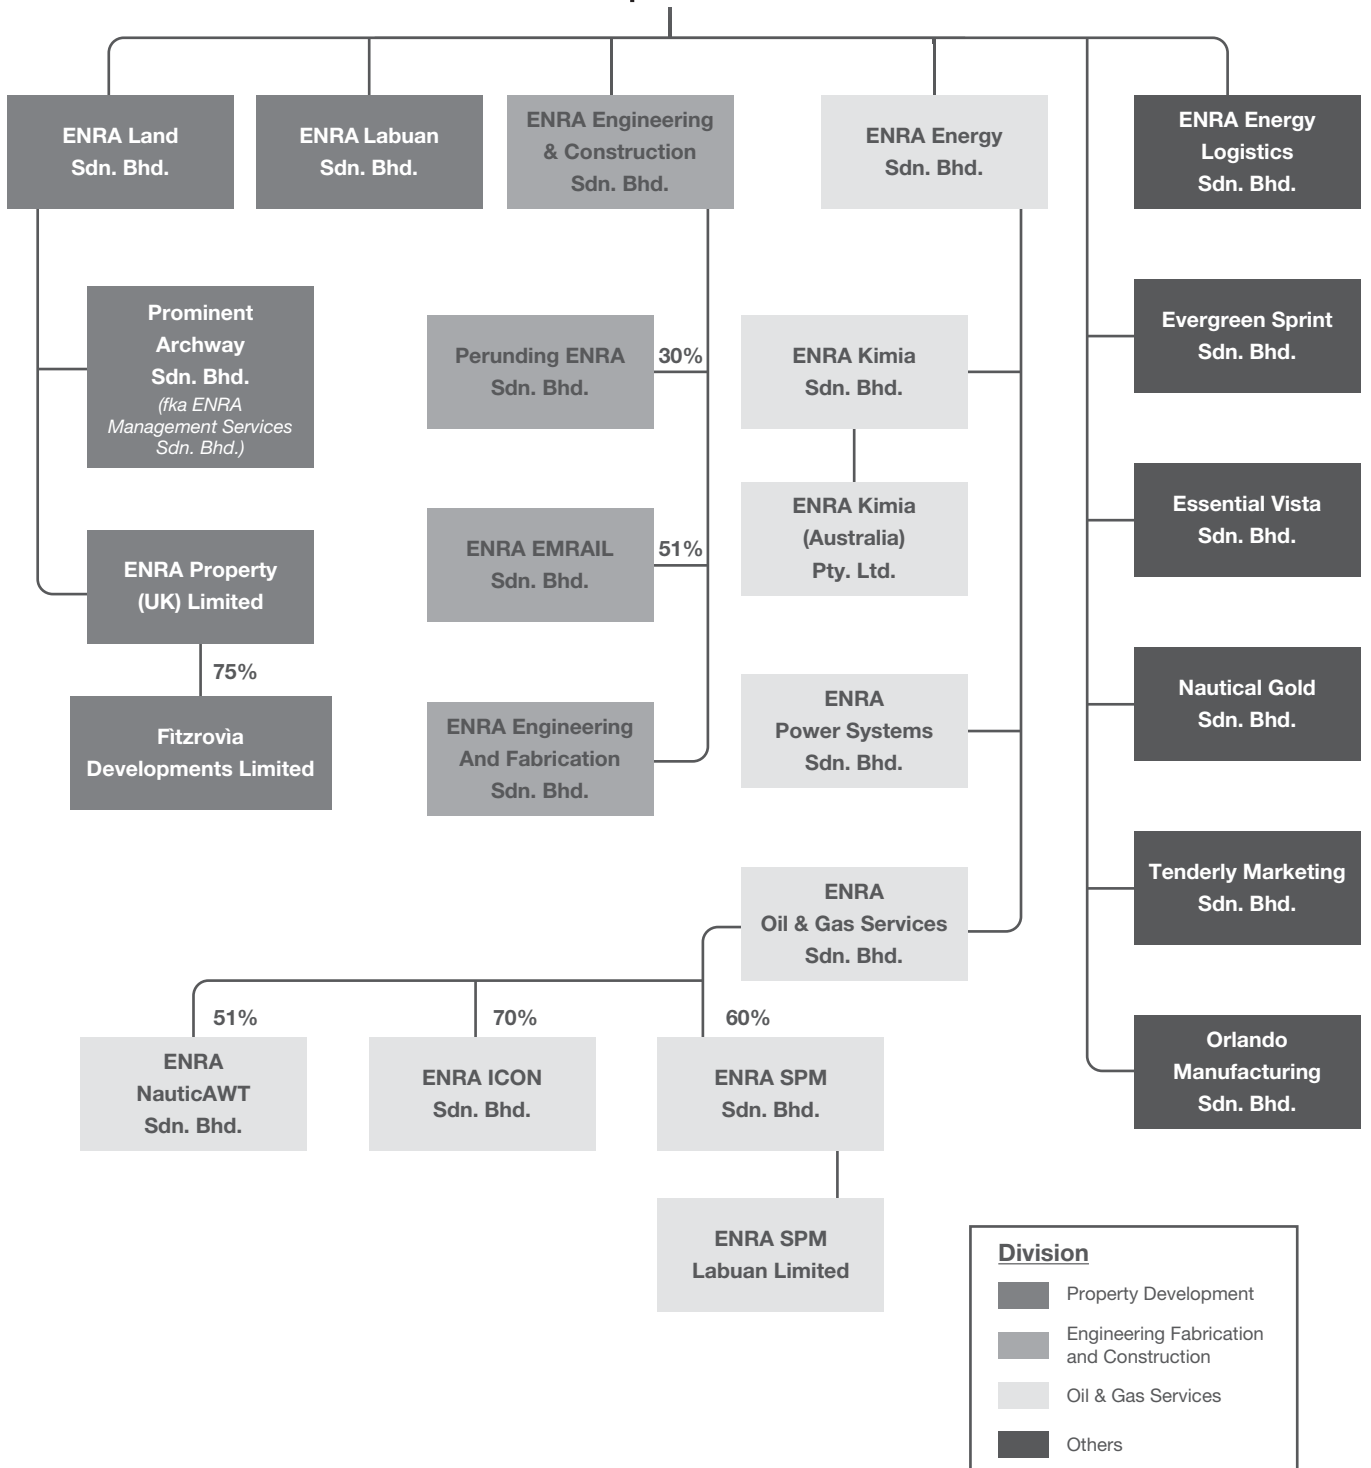 ENRA Land
Sdn. Bhd.
ENRA Labuan
Sdn. Bhd.
ENRA Engineering
& Construction
Sdn. Bhd.
ENRA Energy
Sdn. Bhd.
ENRA Energy
Logistics
Sdn. Bhd.
Prominent
Archway
Sdn. Bhd.
(fka ENRA
Management Services
Sdn. Bhd.)
ENRA Property
(UK) Limited
75%
Fìtzrovìa
Developments Limited
Perunding ENRA
Sdn. Bhd.
30%
ENRA EMRAIL
Sdn. Bhd.
51%
ENRA Engineering
And Fabrication
Sdn. Bhd.
ENRA Kimia
Sdn. Bhd.
ENRA Kimia
(Australia)
Pty. Ltd.
ENRA
Power Systems
Sdn. Bhd.
ENRA
Oil & Gas Services
Sdn. Bhd.
51%
ENRA
NauticAWT
Sdn. Bhd.
70%
ENRA ICON
Sdn. Bhd.
60%
ENRA SPM
Sdn. Bhd.
ENRA SPM
Labuan Limited
Evergreen Sprint
Sdn. Bhd.
Essential Vista
Sdn. Bhd.
Nautical Gold
Sdn. Bhd.
Tenderly Marketing
Sdn. Bhd.
Orlando
Manufacturing
Sdn. Bhd.
Division
Property Development
Engineering Fabrication
and Construction
Oil & Gas Services
Others